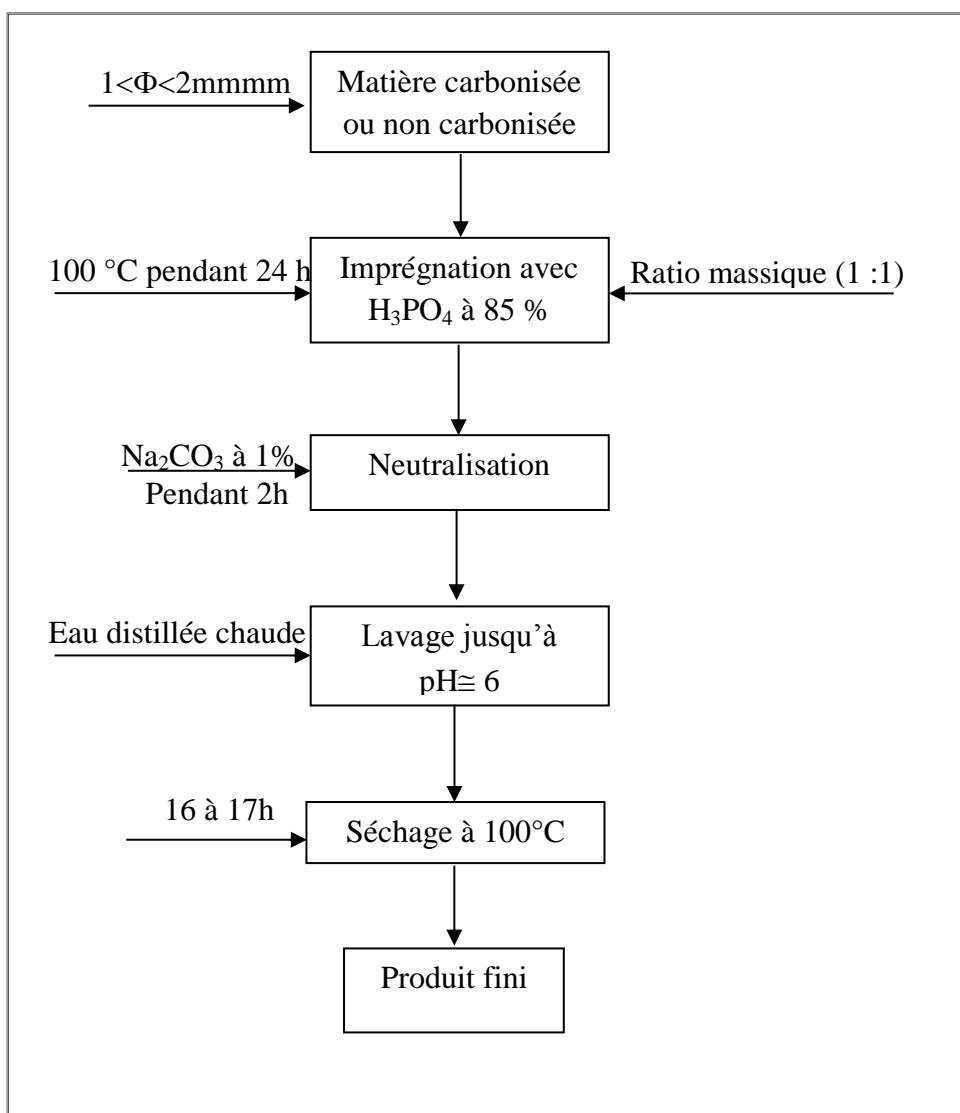 1<Φ<2mmmm
Matière carbonisée
ou non carbonisée
100 °C pendant 24 h
Imprégnation avec
H₃PO₄ à 85 %
Ratio massique (1 :1)
Na₂CO₃ à 1%
Pendant 2h
Neutralisation
Eau distillée chaude
Lavage jusqu’à
pH≅ 6
16 à 17h
Séchage à 100°C
Produit fini